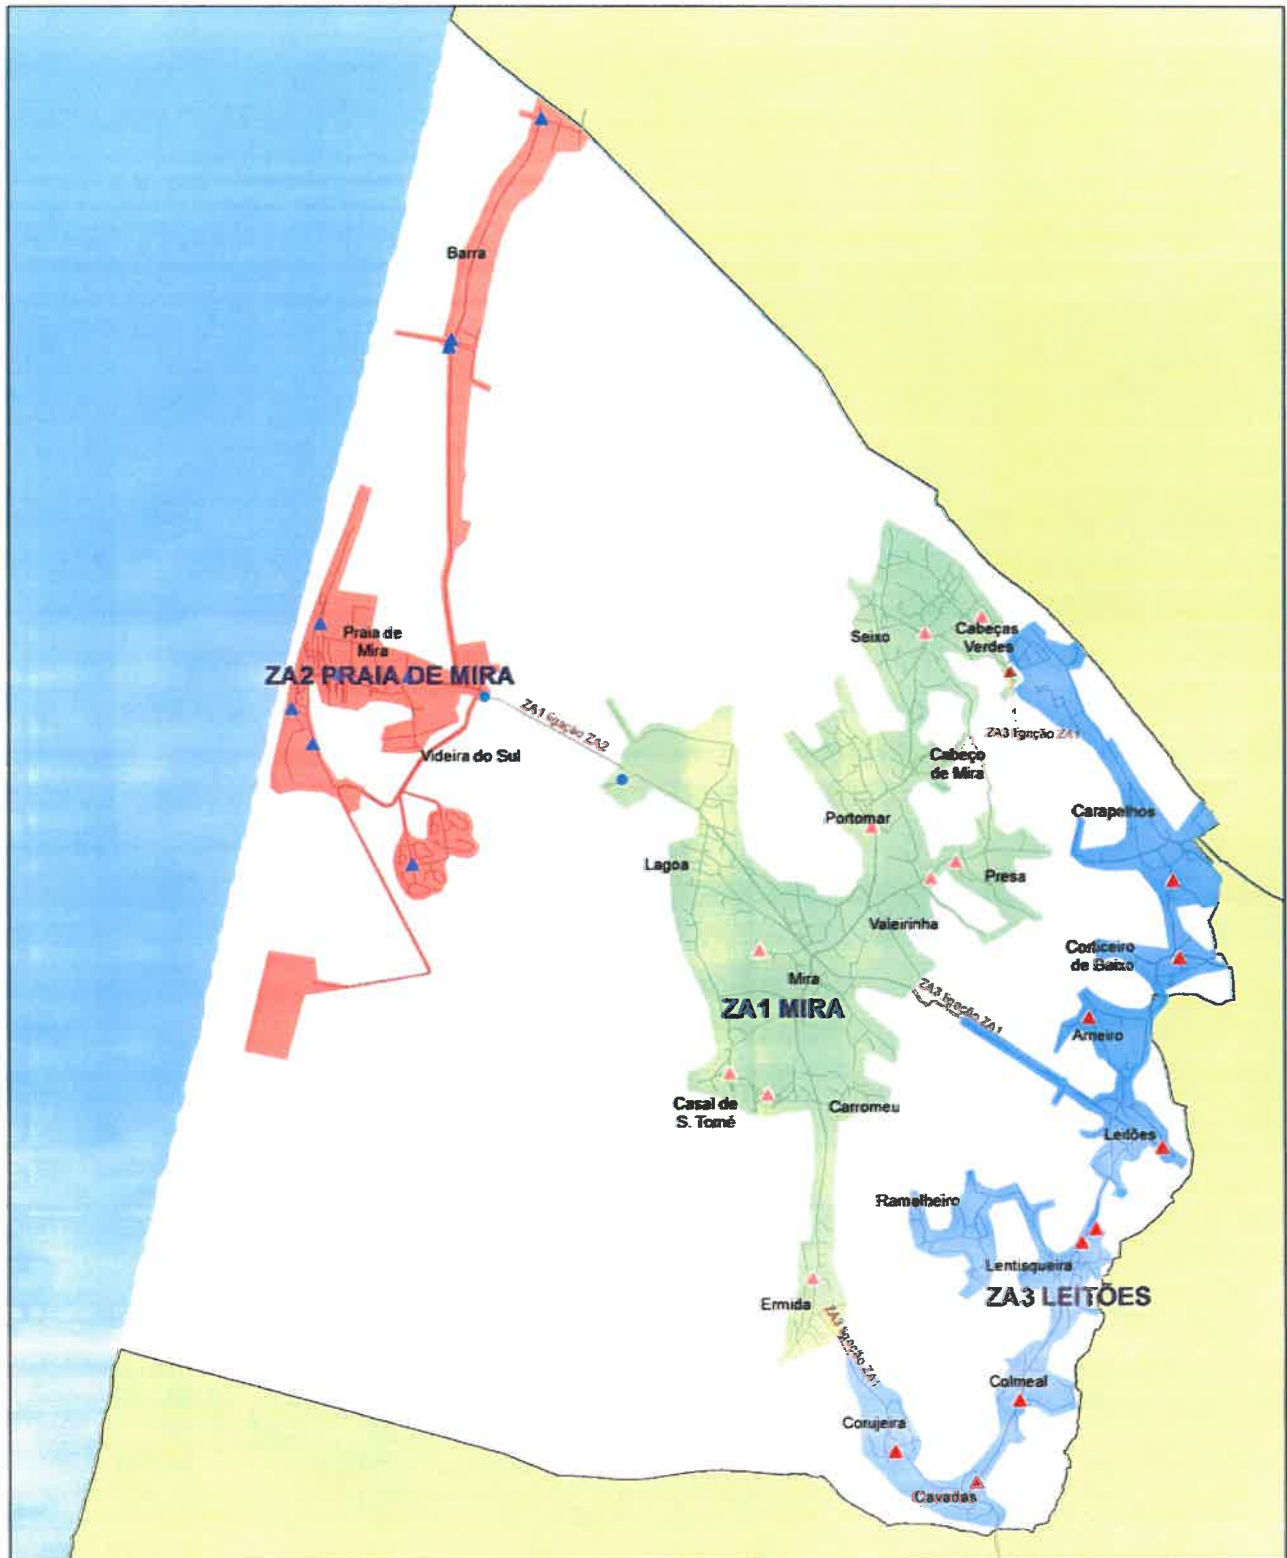 Barra
Praia de
Mira
ZA2 PRAIA DE MIRA
Videira do Sul
ZA1 ligação ZA2
Seixo
Cabeças
Verdes
ZA3 ligação ZA1
Cabeço
de Mira
Carapelhos
Portomar
Lagoa
Presa
Valeirinha
Corticeiro
de Baixo
Mira
ZA1 MIRA
ZA3 ligação ZA1
Arneiro
Casal de
S. Tomé
Carromeu
Leitões
Ramalheiro
Lentisqueira
ZA3 LEITÕES
Ermida
ZA3 ligação ZA1
Colmeal
Corujeira
Cavadas